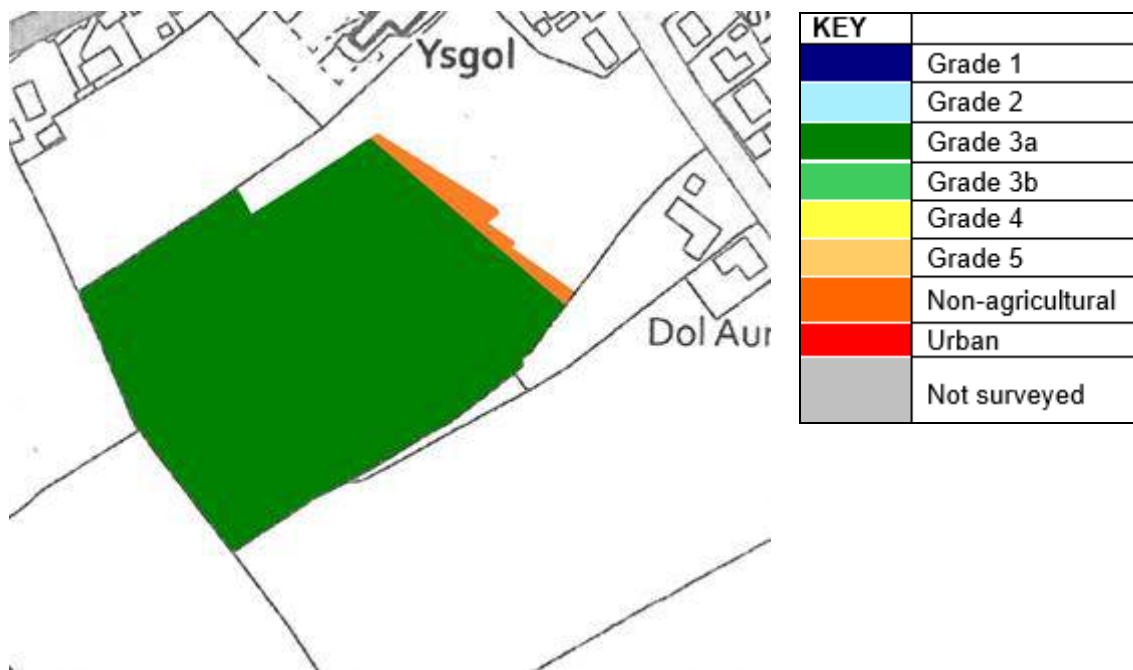 Ysgol
Dol Aur
KEY
Grade 1
Grade 2
Grade 3a
Grade 3b
Grade 4
Grade 5
Non-agricultural
Urban
Not surveyed